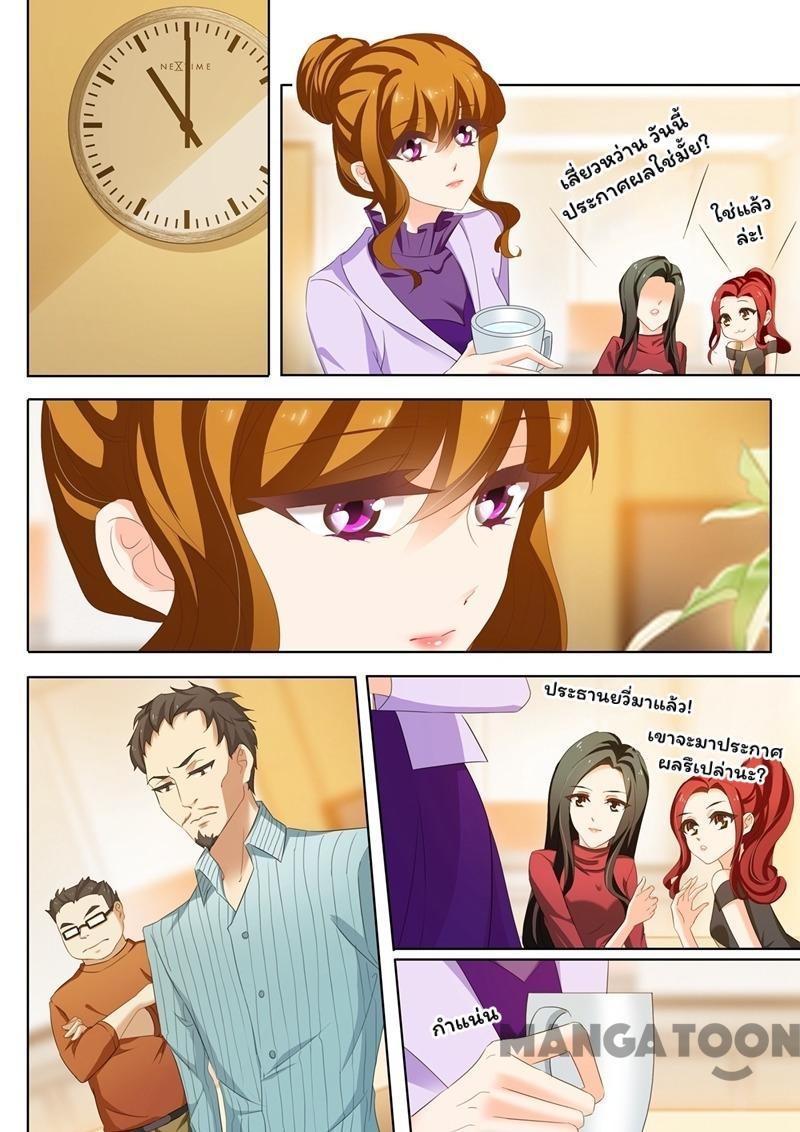 NEXTIME
เสี่ยวหว่าน วันนี้
ประกาศผลใช่มั้ย?
ใช่แล้ว
ล่ะ!
ประธานยวี่มาแล้ว!
เขาจะมาประกาศ
ผลรึเปล่านะ?
กำแน่น
MANGATOON